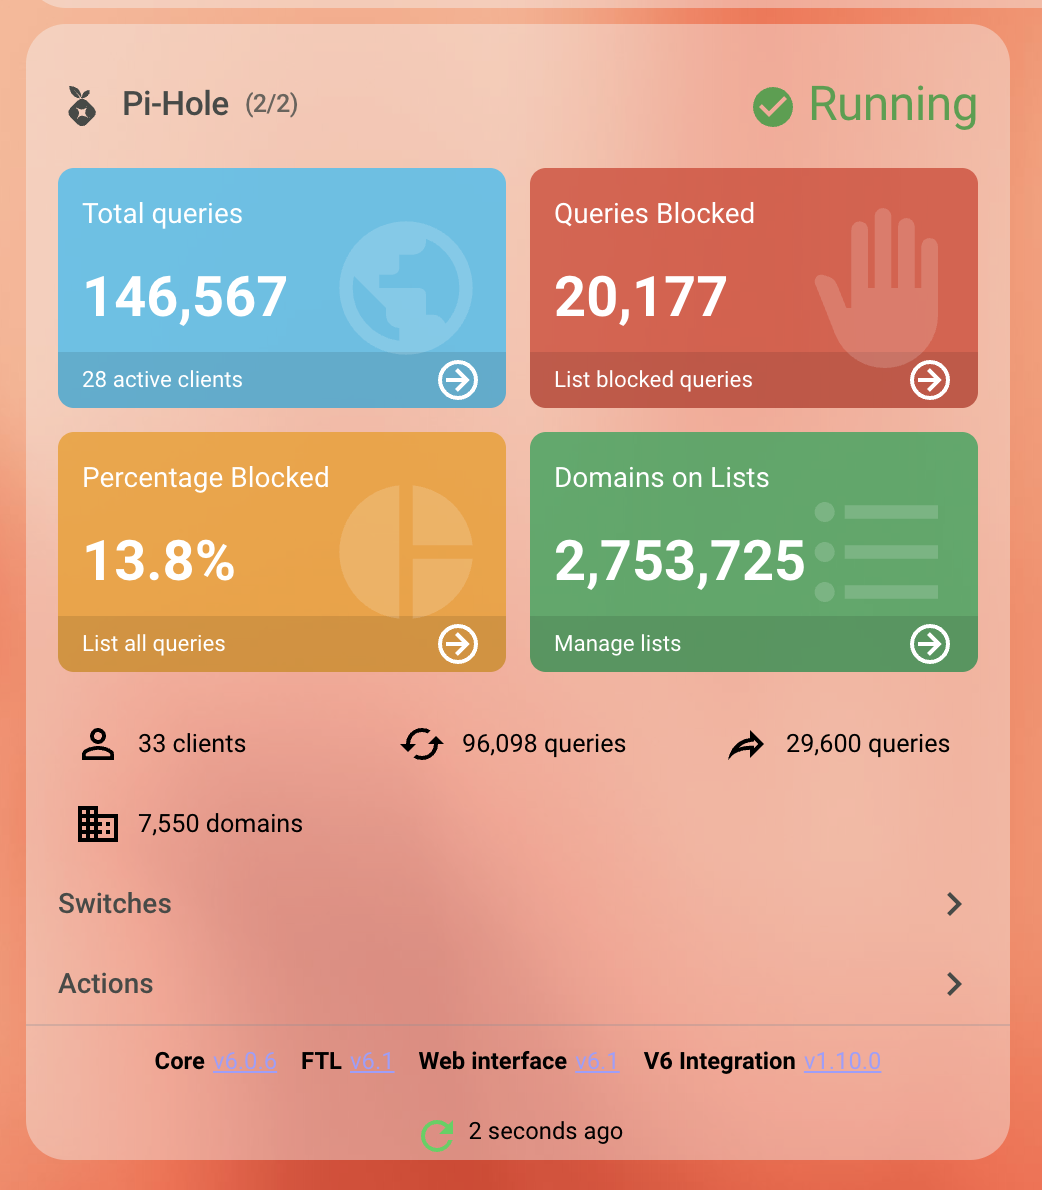 Pi-Hole (2/2)
Running
Total queries
146,567
28 active clients
Queries Blocked
20,177
List blocked queries
Percentage Blocked
13.8%
List all queries
Domains on Lists
2,753,725
Manage lists
33 clients
96,098 queries
29,600 queries
7,550 domains
Switches
Actions
Core v6.0.6 FTL v6.1 Web interface v6.1 V6 Integration v1.10.0
2 seconds ago